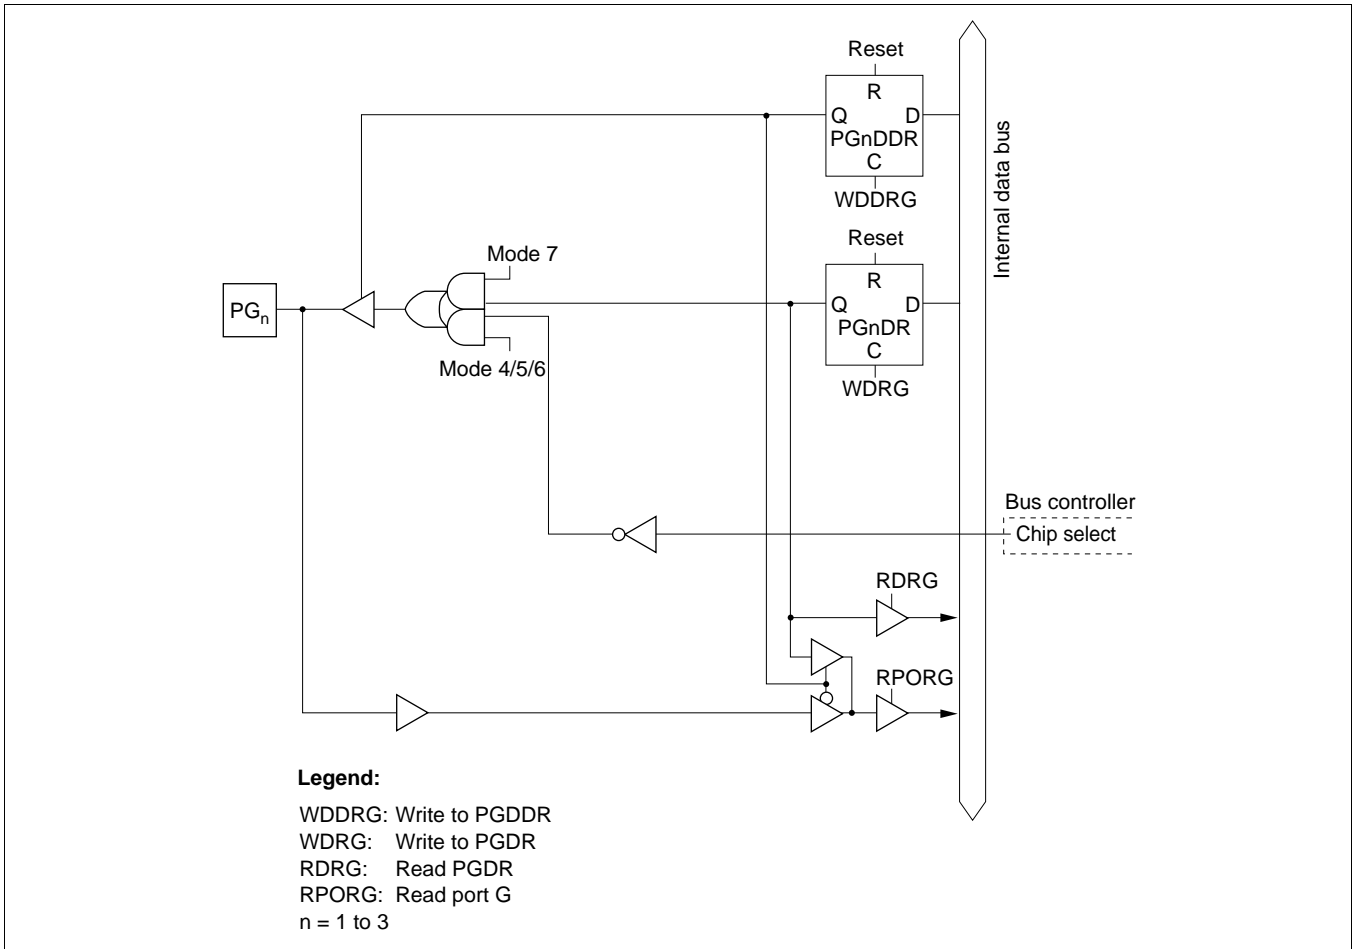 Reset
R
Q D
PGnDDR
C
WDDRG
Internal data bus
Reset
R
Q D
PGnDR
C
WDRG
Mode 7
PGn
Mode 4/5/6
Bus controller
Chip select
RDRG
RPORG
Legend:
WDDRG: Write to PGDDR
WDRG: Write to PGDR
RDRG: Read PGDR
RPORG: Read port G
n = 1 to 3